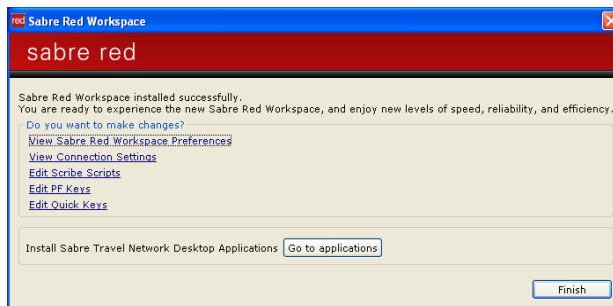 red Sabre Red Workspace
sabre red
Sabre Red Workspace installed successfully.
You are ready to experience the new Sabre Red Workspace, and enjoy new levels of speed, reliability, and efficiency.
Do you want to make changes?
View Sabre Red Workspace Preferences
View Connection Settings
Edit Scribe Scripts
Edit PF Keys
Edit Quick Keys
Install Sabre Travel Network Desktop Applications Go to applications
Finish